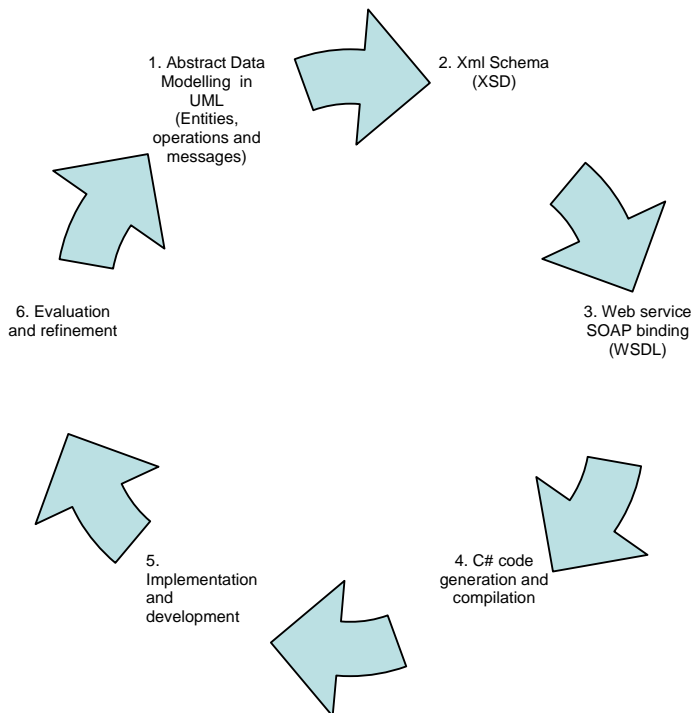 1. Abstract Data
Modelling in
UML
(Entities,
operations and
messages)
2. Xml Schema
(XSD)
3. Web service
SOAP binding
(WSDL)
4. C# code
generation and
compilation
5.
Implementation
and
development
6. Evaluation
and refinement